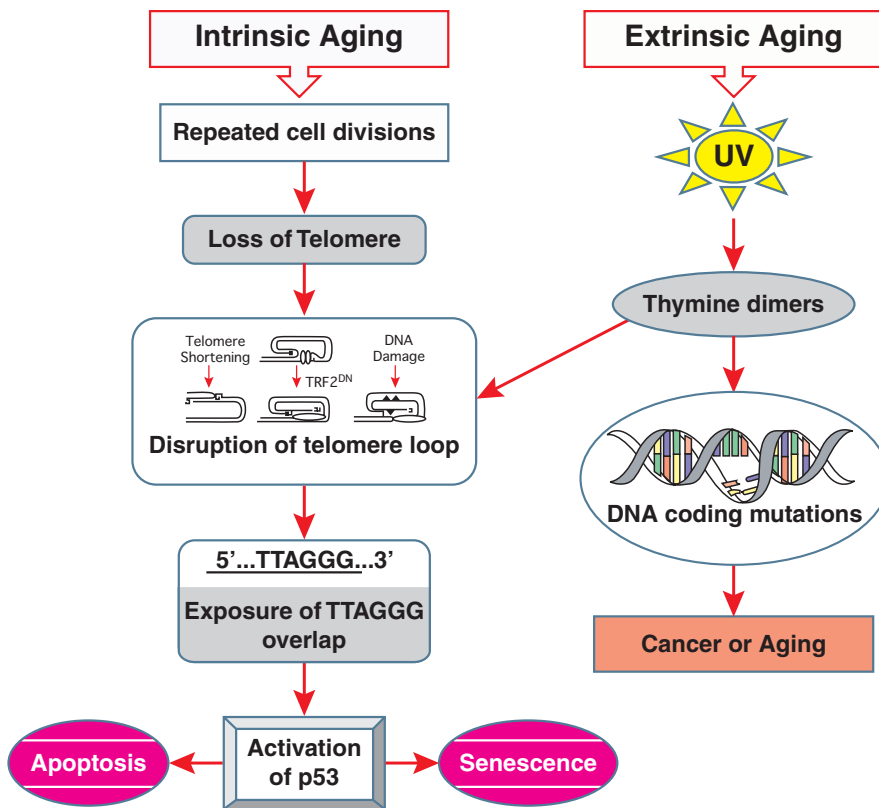 Intrinsic Aging
Extrinsic Aging
Repeated cell divisions
UV
Loss of Telomere
Thymine dimers
Telomere
Shortening
TRF2DN
DNA
Damage
Disruption of telomere loop
DNA coding mutations
5’...TTAGGG...3’
Exposure of TTAGGG
overlap
Cancer or Aging
Apoptosis
Activation
of p53
Senescence